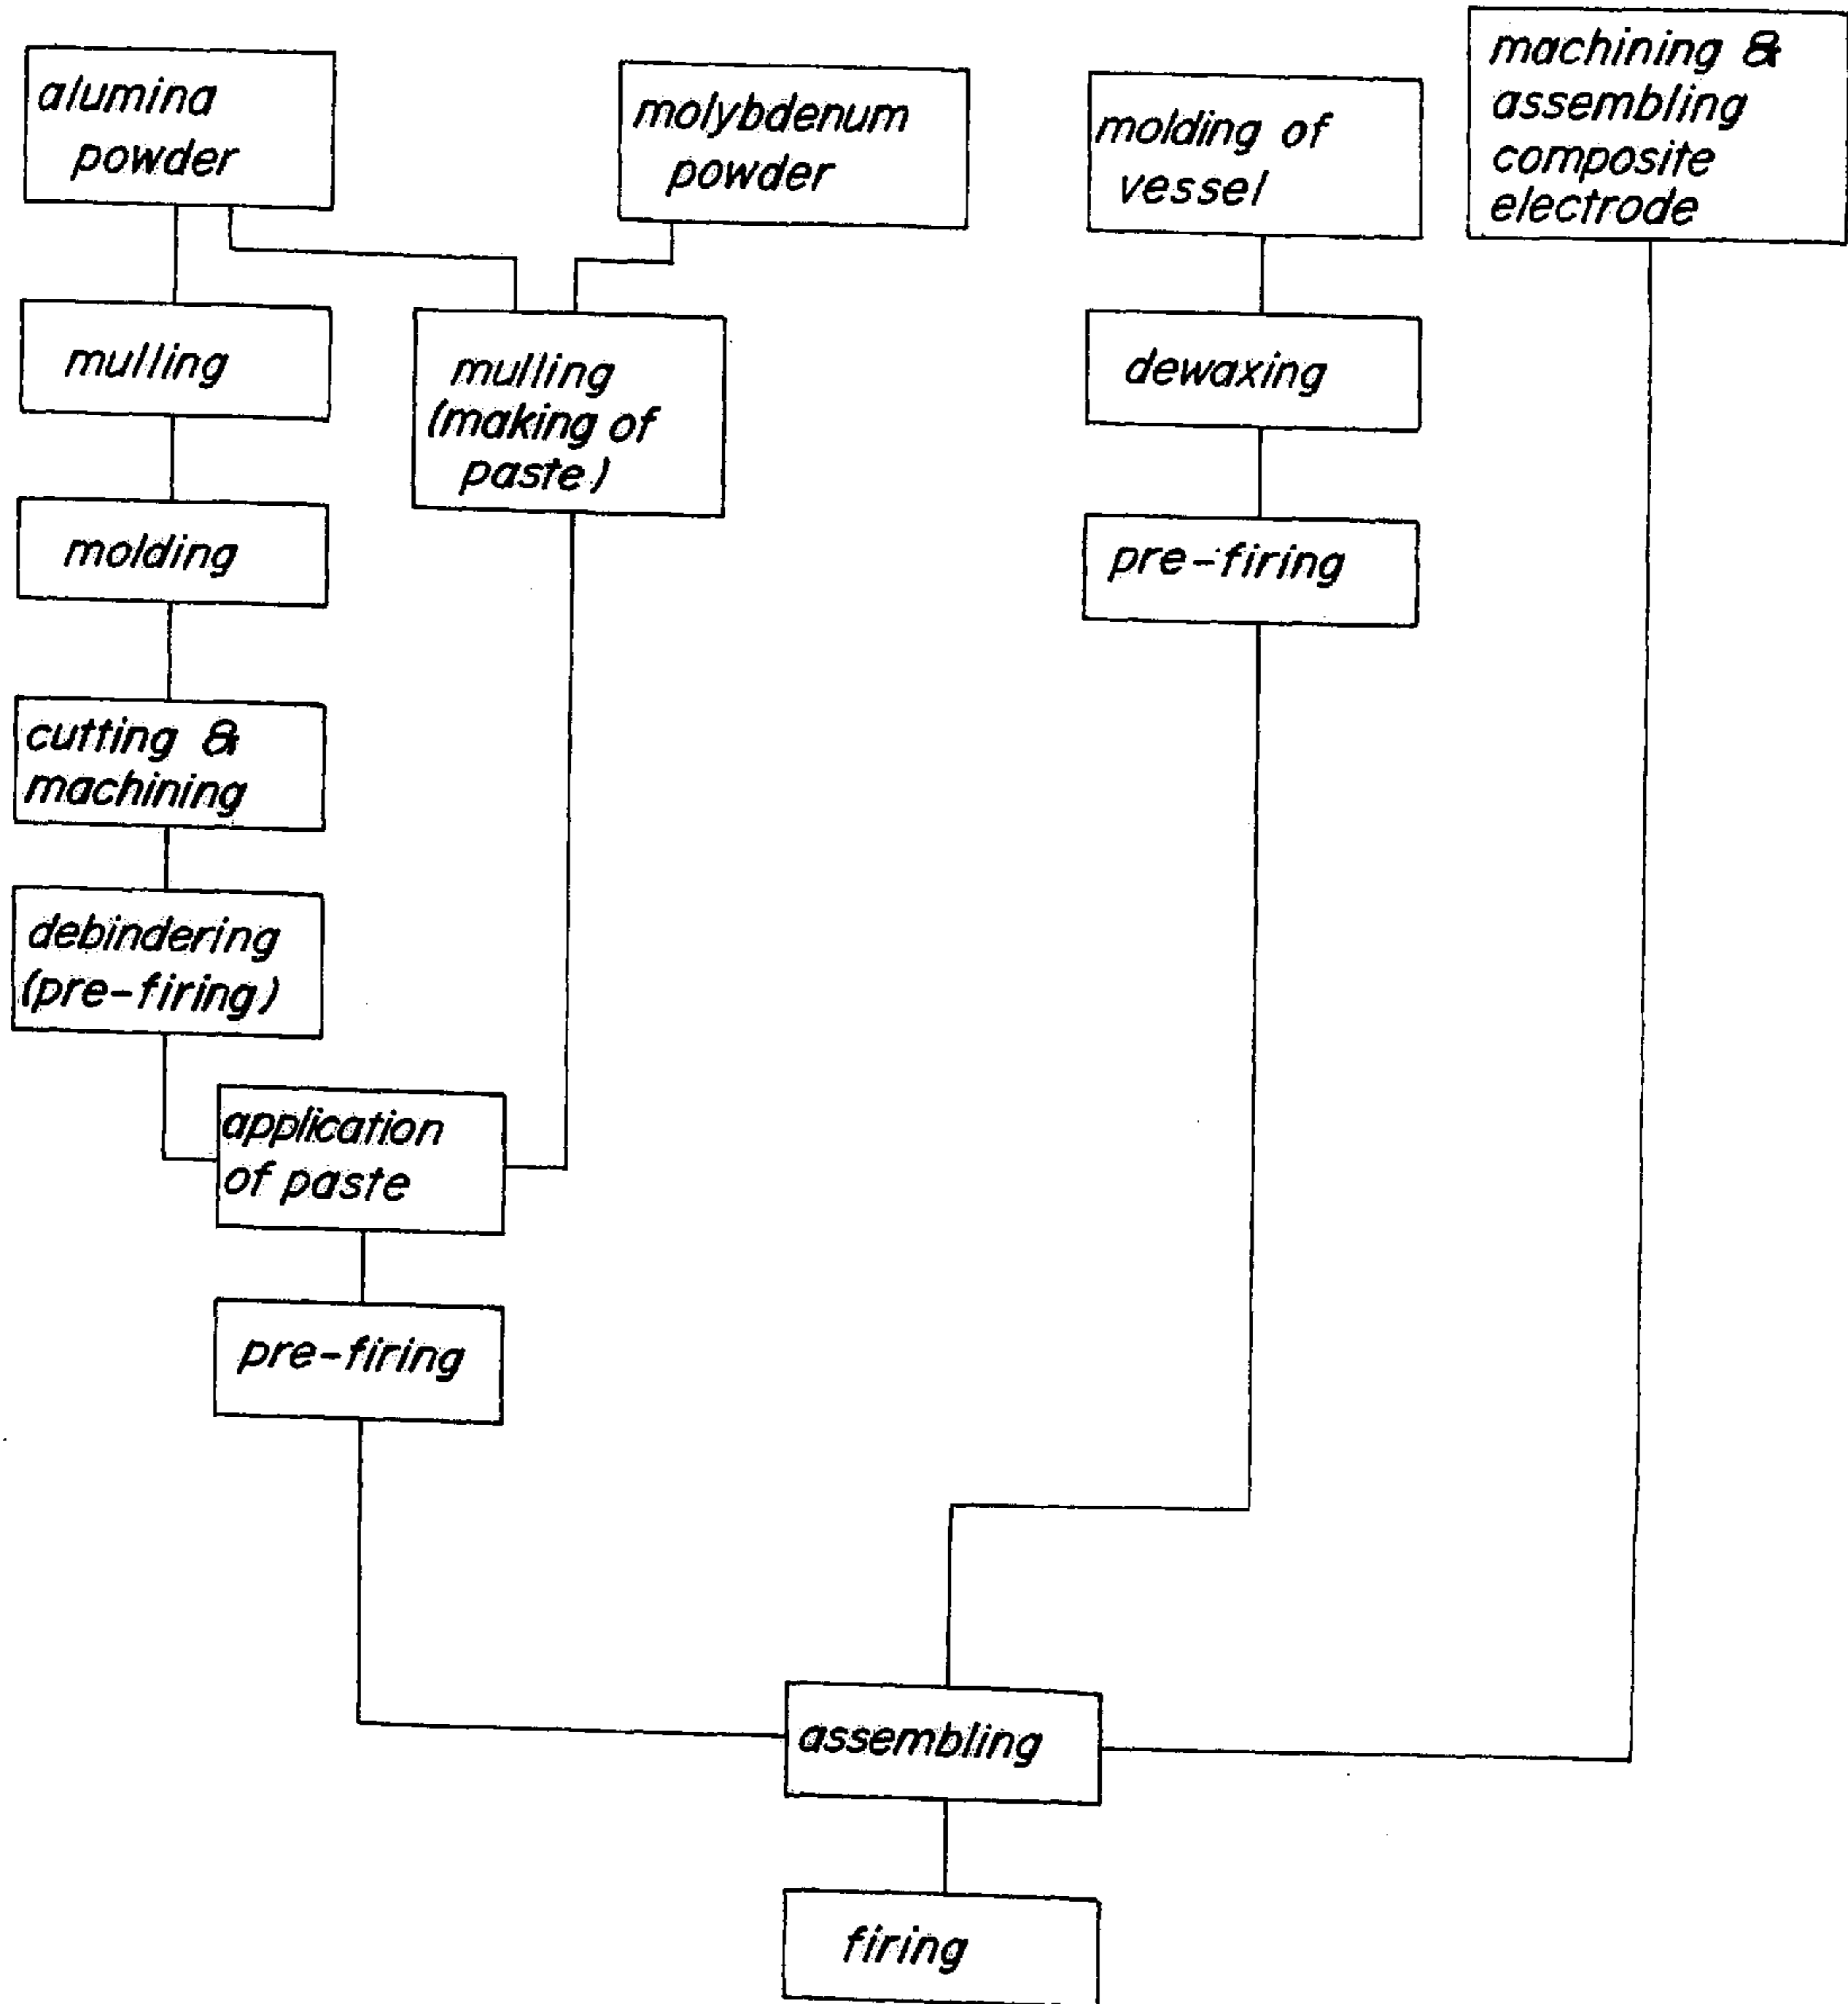 alumina
powder
molybdenum
powder
molding of
vessel
machining &
assembling
composite
electrode
mulling
mulling
(making of
paste)
dewaxing
molding
pre-firing
cutting &
machining
debindering
(pre-firing)
application
of paste
pre-firing
assembling
firing